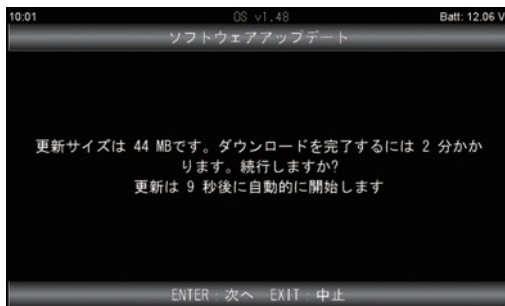 10:01 OS v1.48 Batt: 12.06 V
ソフトウェアアップデート
更新サイズは 44 MBです。ダウンロードを完了するには 2 分かか
ります。続行しますか?
更新は 9 秒後に自動的に開始します
ENTER : 次へ EXIT : 中止